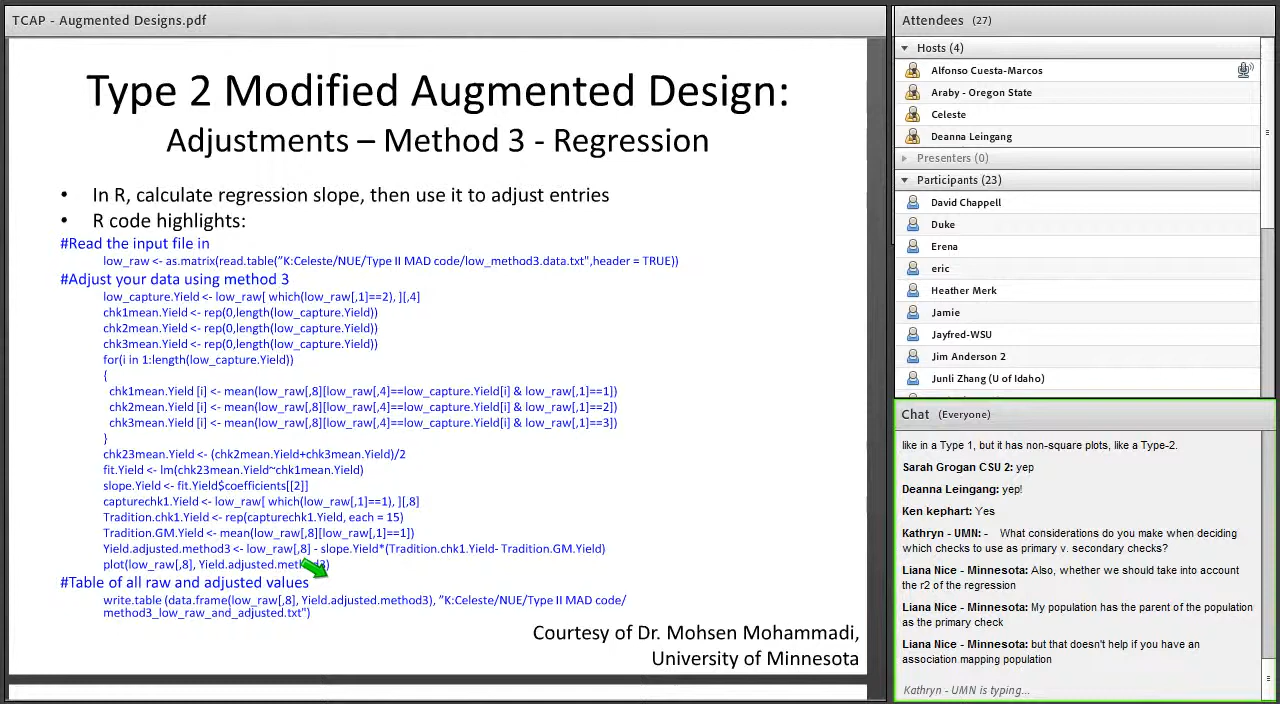 TCAP - Augmented Designs.pdf
Type 2 Modified Augmented Design:
Adjustments – Method 3 - Regression
• In R, calculate regression slope, then use it to adjust entries
• R code highlights:
#Read the input file in
low_raw <- as.matrix(read.table("K:Celeste/NUE/Type II MAD code/low_method3.data.txt",header = TRUE))
#Adjust your data using method 3
low_capture.Yield <- low_raw[ which(low_raw[,1]==2), ][,4]
chk1mean.Yield <- rep(0,length(low_capture.Yield))
chk2mean.Yield <- rep(0,length(low_capture.Yield))
chk3mean.Yield <- rep(0,length(low_capture.Yield))
for(i in 1:length(low_capture.Yield))
{
chk1mean.Yield [i] <- mean(low_raw[,8][low_raw[,4]==low_capture.Yield[i] & low_raw[,1]==1])
chk2mean.Yield [i] <- mean(low_raw[,8][low_raw[,4]==low_capture.Yield[i] & low_raw[,1]==2])
chk3mean.Yield [i] <- mean(low_raw[,8][low_raw[,4]==low_capture.Yield[i] & low_raw[,1]==3])
}
chk23mean.Yield <- (chk2mean.Yield+chk3mean.Yield)/2
fit.Yield <- lm(chk23mean.Yield~chk1mean.Yield)
slope.Yield <- fit.Yield$coefficients[[2]]
capturechk1.Yield <- low_raw[ which(low_raw[,1]==1), ][,8]
Tradition.chk1.Yield <- rep(capturechk1.Yield, each = 15)
Tradition.GM.Yield <- mean(low_raw[,8][low_raw[,1]==1])
Yield.adjusted.method3 <- low_raw[,8] - slope.Yield*(Tradition.chk1.Yield- Tradition.GM.Yield)
plot(low_raw[,8], Yield.adjusted.method3)
#Table of all raw and adjusted values
write.table (data.frame(low_raw[,8], Yield.adjusted.method3), "K:Celeste/NUE/Type II MAD code/
method3_low_raw_and_adjusted.txt")
Courtesy of Dr. Mohsen Mohammadi,
University of Minnesota
Attendees (27)
Hosts (4)
Alfonso Cuesta-Marcos
Araby - Oregon State
Celeste
Deanna Leingang
Presenters (0)
Participants (23)
David Chappell
Duke
Erena
eric
Heather Merk
Jamie
Jayfred-WSU
Jim Anderson 2
Junli Zhang (U of Idaho)
Chat (Everyone)
like in a Type 1, but it has non-square plots, like a Type-2.
Sarah Grogan CSU 2: yep
Deanna Leingang: yep!
Ken kephart: Yes
Kathryn - UMN: - What considerations do you make when deciding
which checks to use as primary v. secondary checks?
Liana Nice - Minnesota: Also, whether we should take into account
the r2 of the regression
Liana Nice - Minnesota: My population has the parent of the population
as the primary check
Liana Nice - Minnesota: but that doesn't help if you have an
association mapping population
Kathryn - UMN is typing...